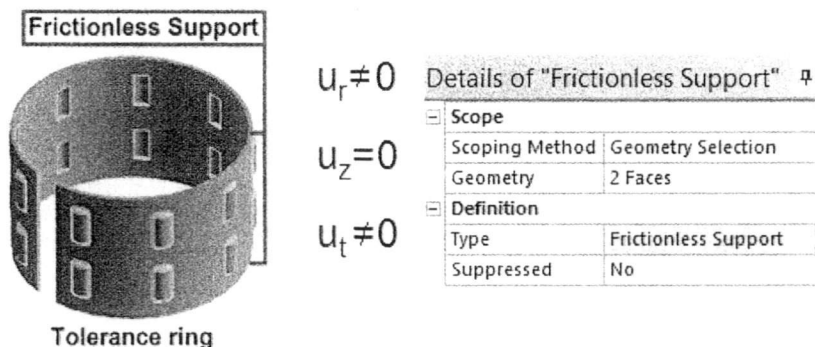 Frictionless Support
Tolerance ring
u_r≠0
u_z=0
u_t≠0
Details of "Frictionless Support"
Scope
Scoping Method Geometry Selection
Geometry 2 Faces
Definition
Type Frictionless Support
Suppressed No